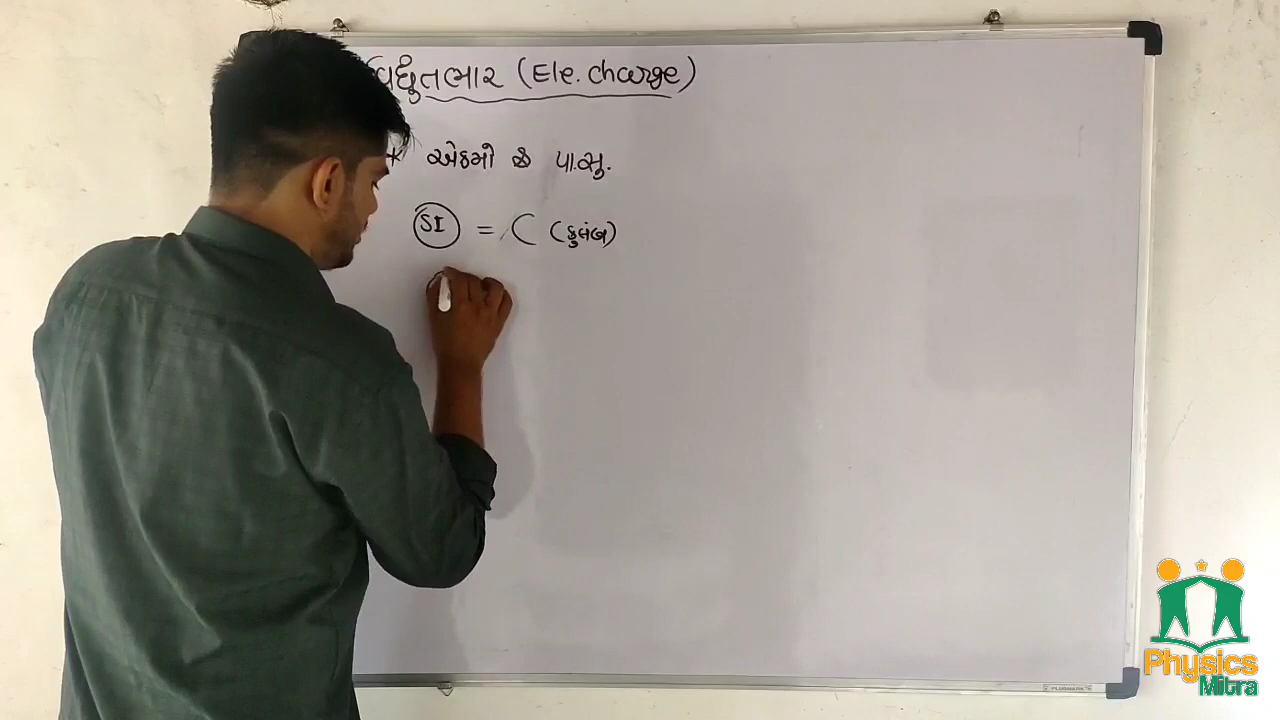 વિદ્યુતભાર (Ele. charge)
* એકમો & પા.સુ.
SI = C (કુલંબ)
Physics
Mitra